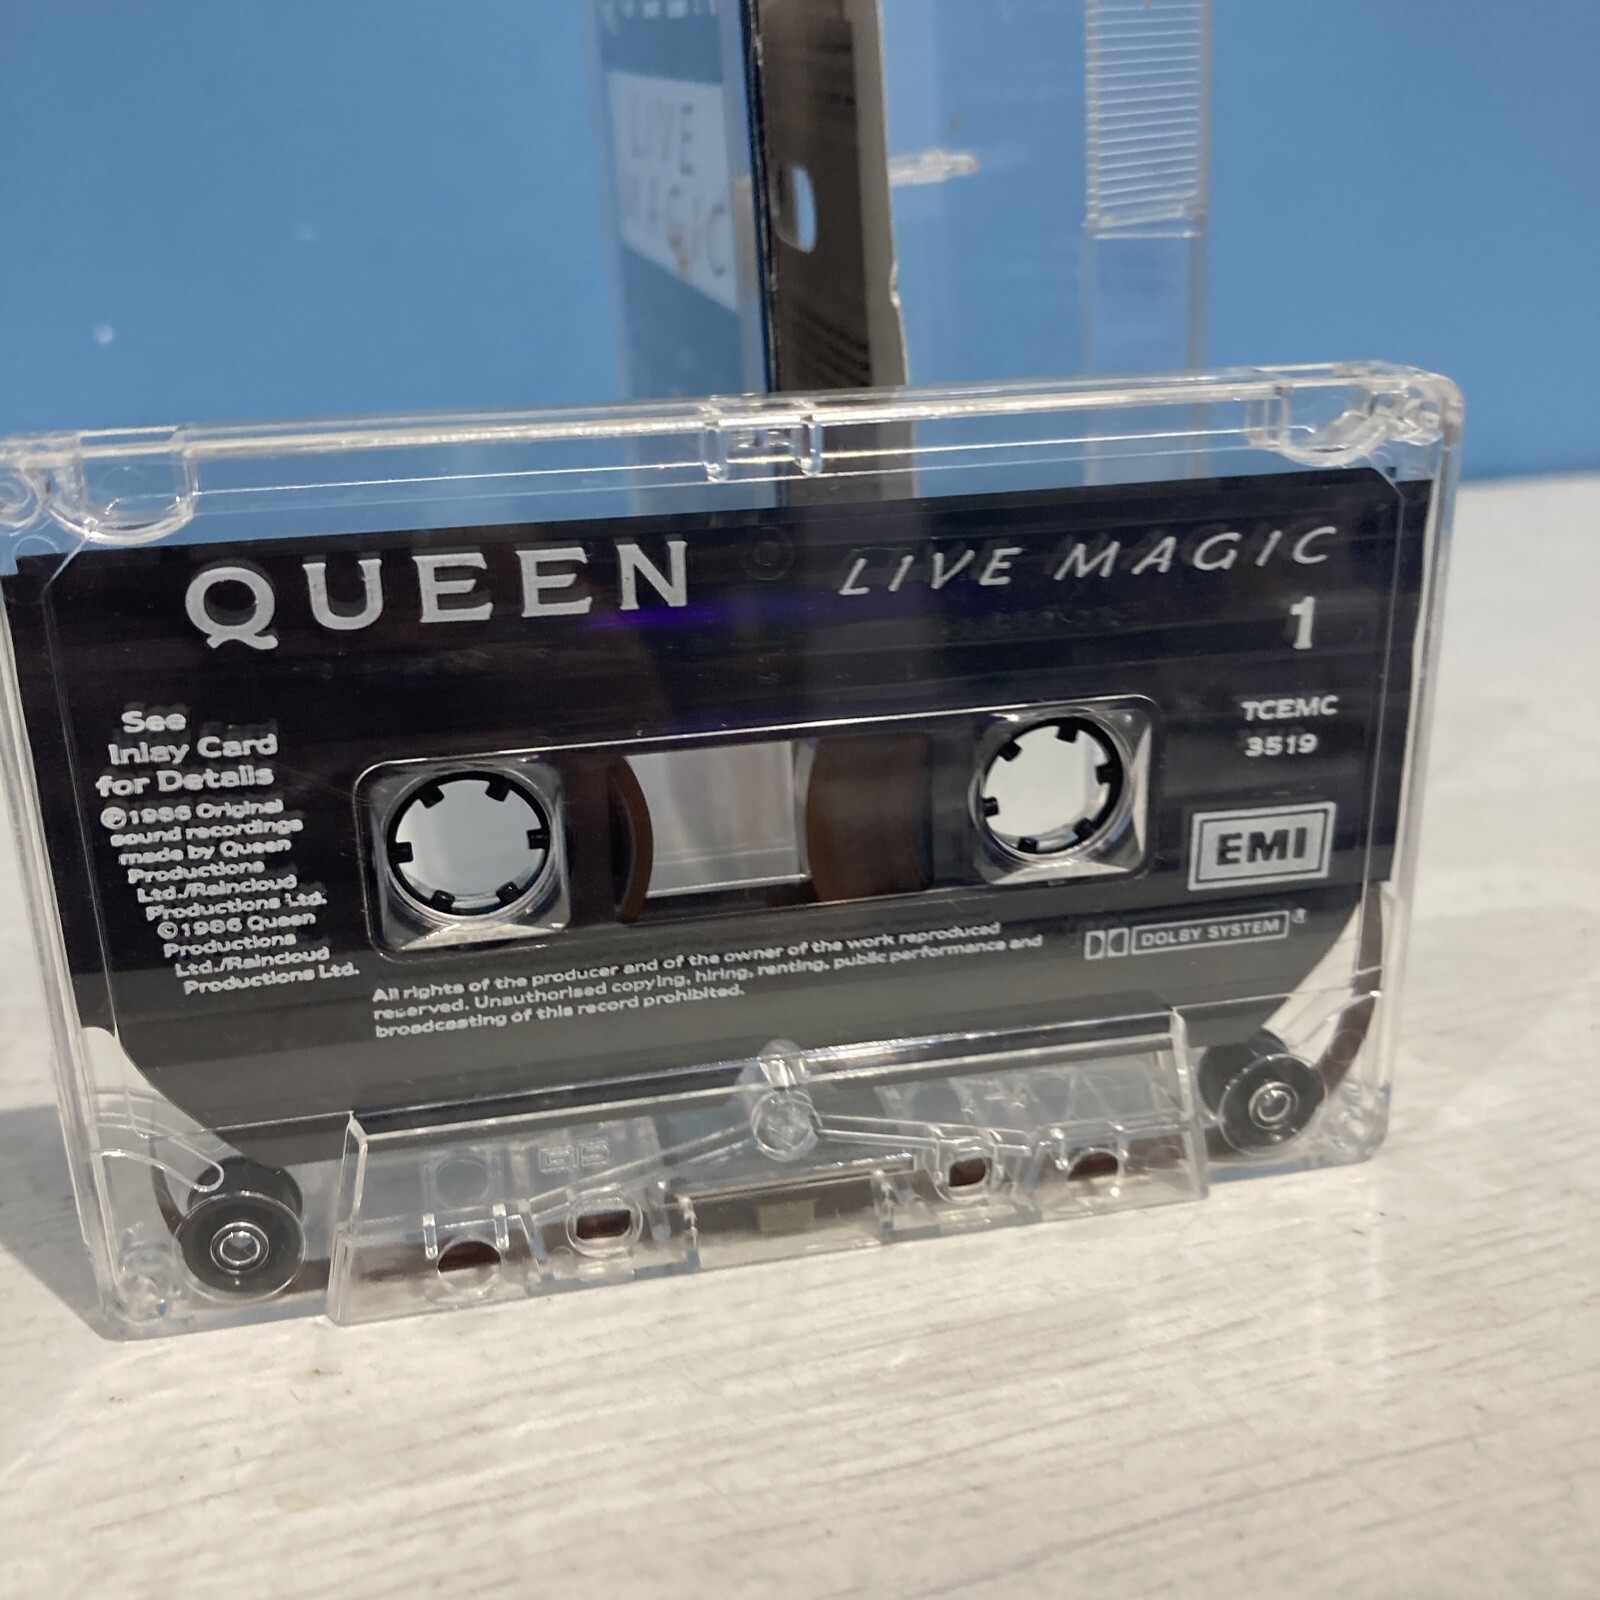 LIVE
MAGIC
QUEEN
LIVE MAGIC
1
See
Inlay Card
for Details
℗1986 Original
sound recordings
made by Queen
Productions
Ltd./Raincloud
Productions Ltd.
©1986 Queen
Productions
Ltd./Raincloud
Productions Ltd.
TCEMC
3519
EMI
DOLBY SYSTEM®
All rights of the producer and of the owner of the work reproduced
reserved. Unauthorised copying, hiring, renting, public performance and
broadcasting of this record prohibited.